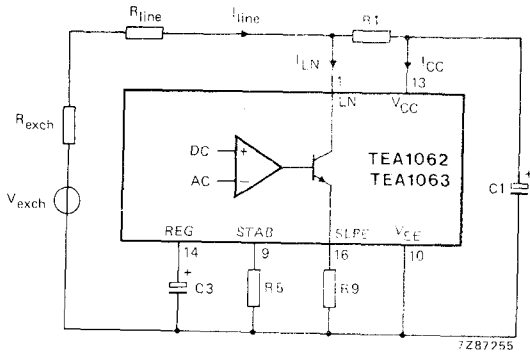 Rline
Iline
R1
ILN
ICC
1
13
LN
VCC
Rexch
DC
+
AC
−
TEA1062
TEA1063
Vexch
C1
+
REG
STAB
SLPE
VEE
14
9
16
10
+
C3
R5
R9
7Z87255